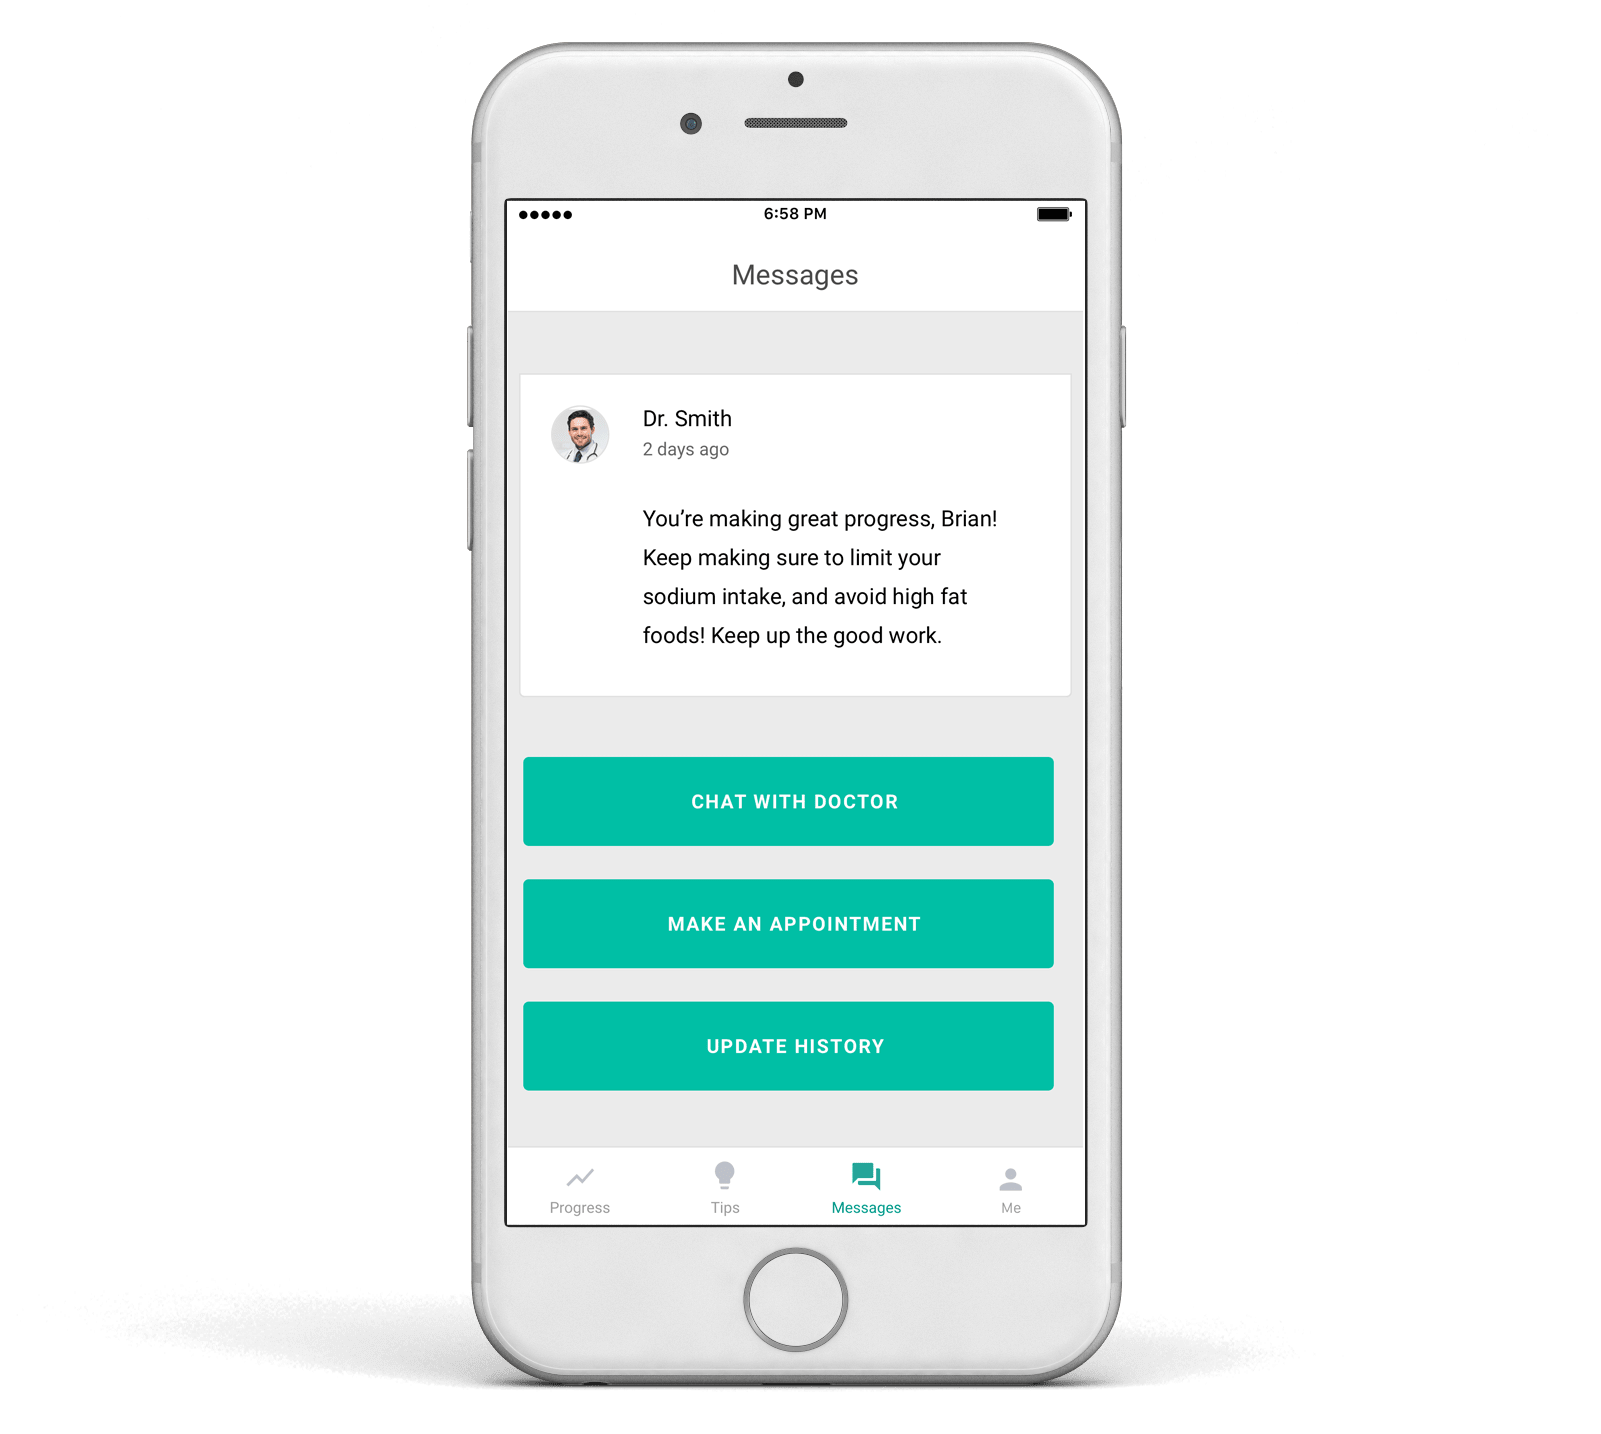 6:58 PM
Messages
Dr. Smith
2 days ago
You’re making great progress, Brian!
Keep making sure to limit your
sodium intake, and avoid high fat
foods! Keep up the good work.
CHAT WITH DOCTOR
MAKE AN APPOINTMENT
UPDATE HISTORY
Progress
Tips
Messages
Me